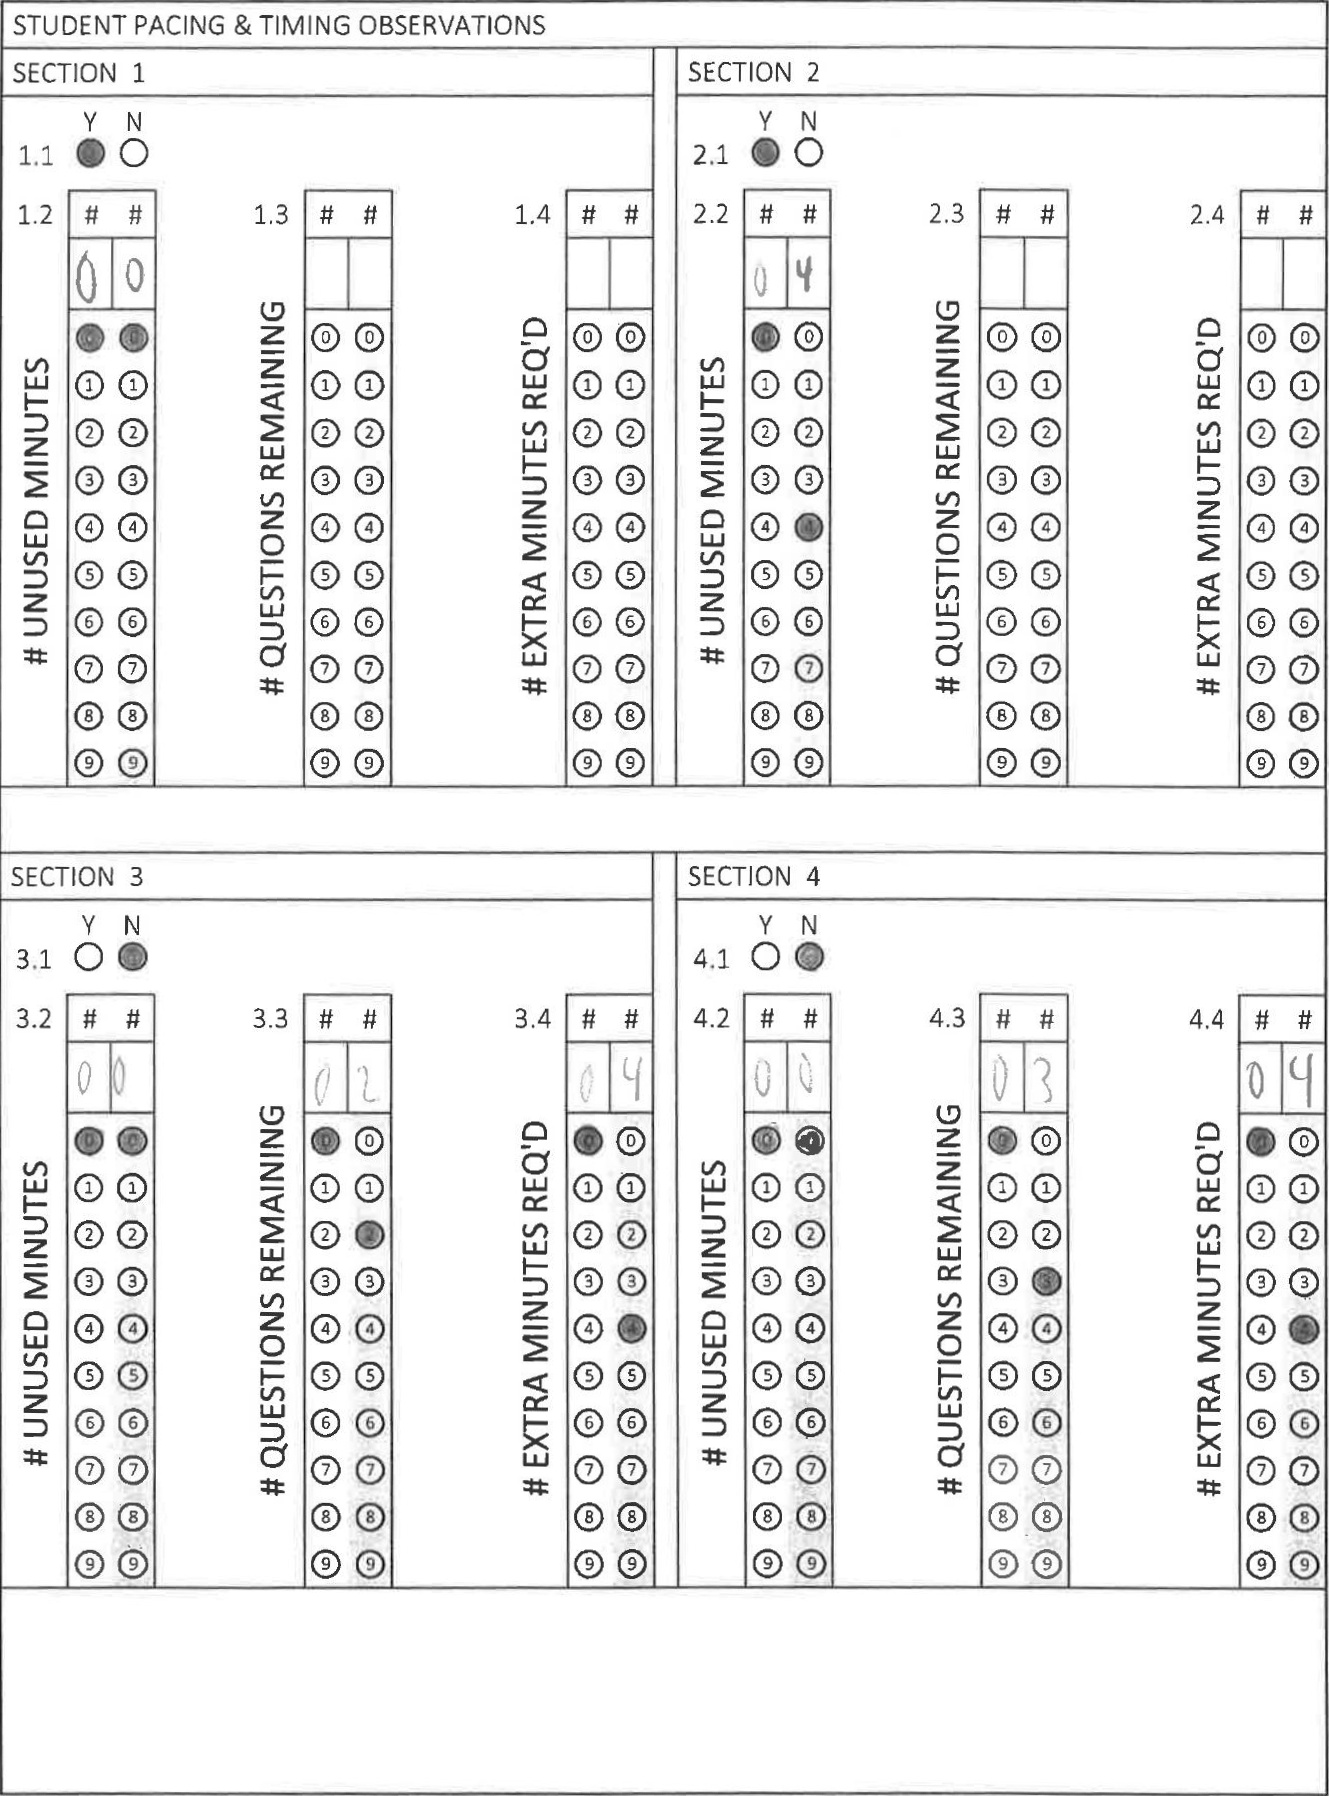 STUDENT PACING & TIMING OBSERVATIONS
SECTION 1
Y N
1.1
1.2 # # 1.3 # # 1.4 # #
0 0
# UNUSED MINUTES
# QUESTIONS REMAINING
# EXTRA MINUTES REQ'D
0 0 0 0 0 0
1 1 1 1 1 1
2 2 2 2 2 2
3 3 3 3 3 3
4 4 4 4 4 4
5 5 5 5 5 5
6 6 6 6 6 6
7 7 7 7 7 7
8 8 8 8 8 8
9 9 9 9 9 9
SECTION 2
Y N
2.1
2.2 # # 2.3 # # 2.4 # #
0 4
# UNUSED MINUTES
# QUESTIONS REMAINING
# EXTRA MINUTES REQ'D
0 0 0 0 0 0
1 1 1 1 1 1
2 2 2 2 2 2
3 3 3 3 3 3
4 4 4 4 4 4
5 5 5 5 5 5
6 6 6 6 6 6
7 7 7 7 7 7
8 8 8 8 8 8
9 9 9 9 9 9
SECTION 3
Y N
3.1
3.2 # # 3.3 # # 3.4 # #
0 0 0 2 0 4
# UNUSED MINUTES
# QUESTIONS REMAINING
# EXTRA MINUTES REQ'D
0 0 0 0 0 0
1 1 1 1 1 1
2 2 2 2 2 2
3 3 3 3 3 3
4 4 4 4 4 4
5 5 5 5 5 5
6 6 6 6 6 6
7 7 7 7 7 7
8 8 8 8 8 8
9 9 9 9 9 9
SECTION 4
Y N
4.1
4.2 # # 4.3 # # 4.4 # #
0 0 0 3 0 4
# UNUSED MINUTES
# QUESTIONS REMAINING
# EXTRA MINUTES REQ'D
0 0 0 0 0 0
1 1 1 1 1 1
2 2 2 2 2 2
3 3 3 3 3 3
4 4 4 4 4 4
5 5 5 5 5 5
6 6 6 6 6 6
7 7 7 7 7 7
8 8 8 8 8 8
9 9 9 9 9 9